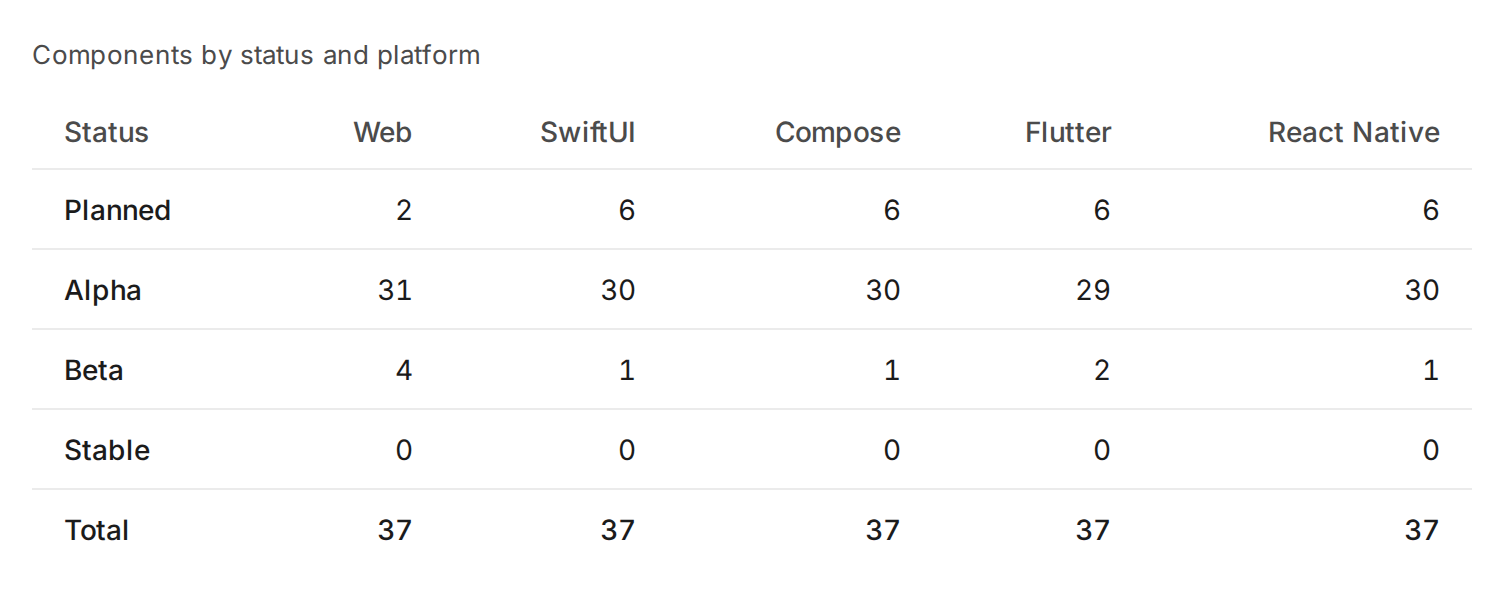 Components by status and platform
Status Web SwiftUI Compose Flutter React Native
Planned 2 6 6 6 6
Alpha 31 30 30 29 30
Beta 4 1 1 2 1
Stable 0 0 0 0 0
Total 37 37 37 37 37